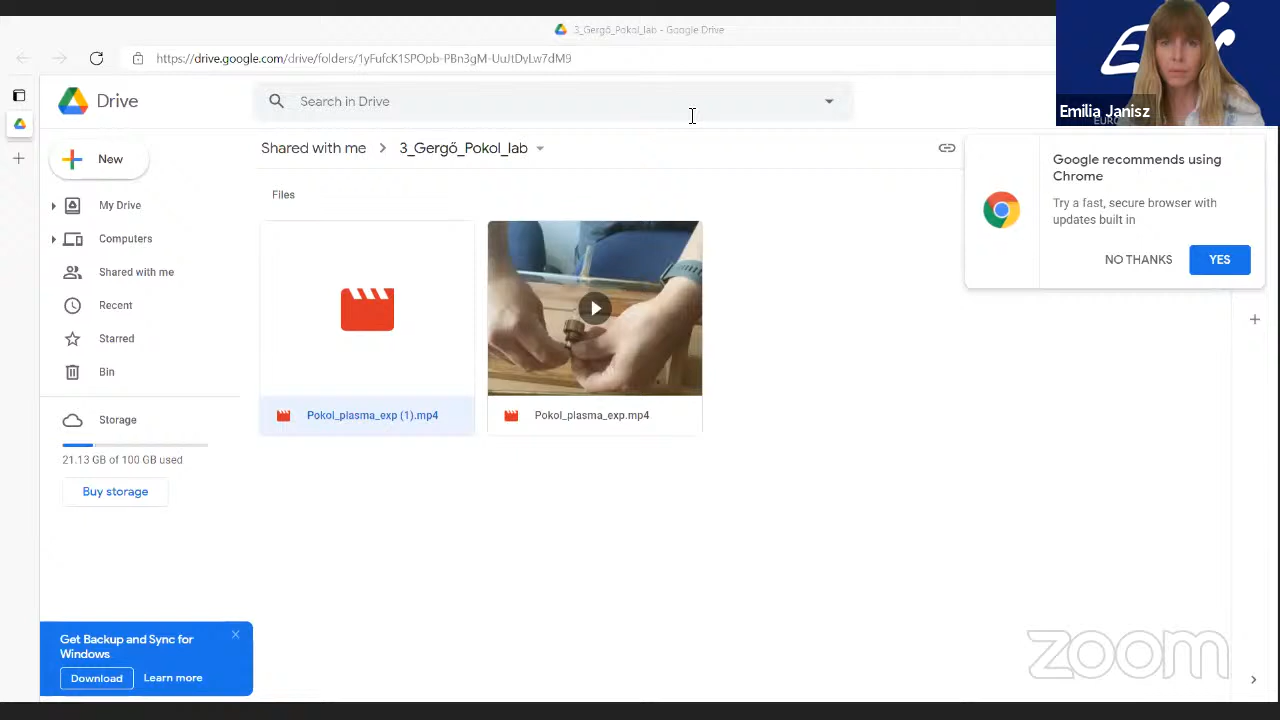 3_Gergő_Pokol_lab - Google Drive
https://drive.google.com/drive/folders/1yFufcK1SPOzb-PBn3gM-UuJtDyLw7dM9
Emilia Janisz
Drive
Search in Drive
Shared with me
3_Gergő_Pokol_lab
New
Files
Google recommends using
Chrome
Try a fast, secure browser with
updates built in
NO THANKS
YES
My Drive
Computers
Shared with me
Recent
Starred
Bin
Storage
21.13 GB of 100 GB used
Buy storage
Pokol_plasma_exp (1).mp4
Pokol_plasma_exp.mp4
Get Backup and Sync for
Windows
Download
Learn more
zoom